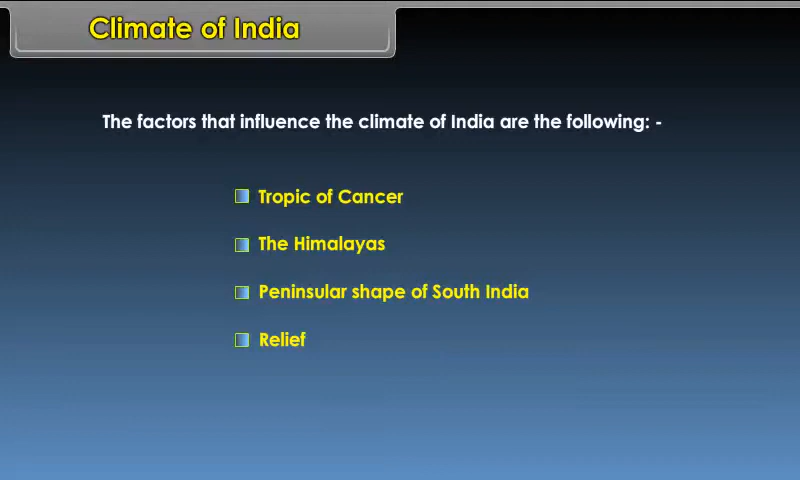 Climate of India
The factors that influence the climate of India are the following: -
Tropic of Cancer
The Himalayas
Peninsular shape of South India
Relief